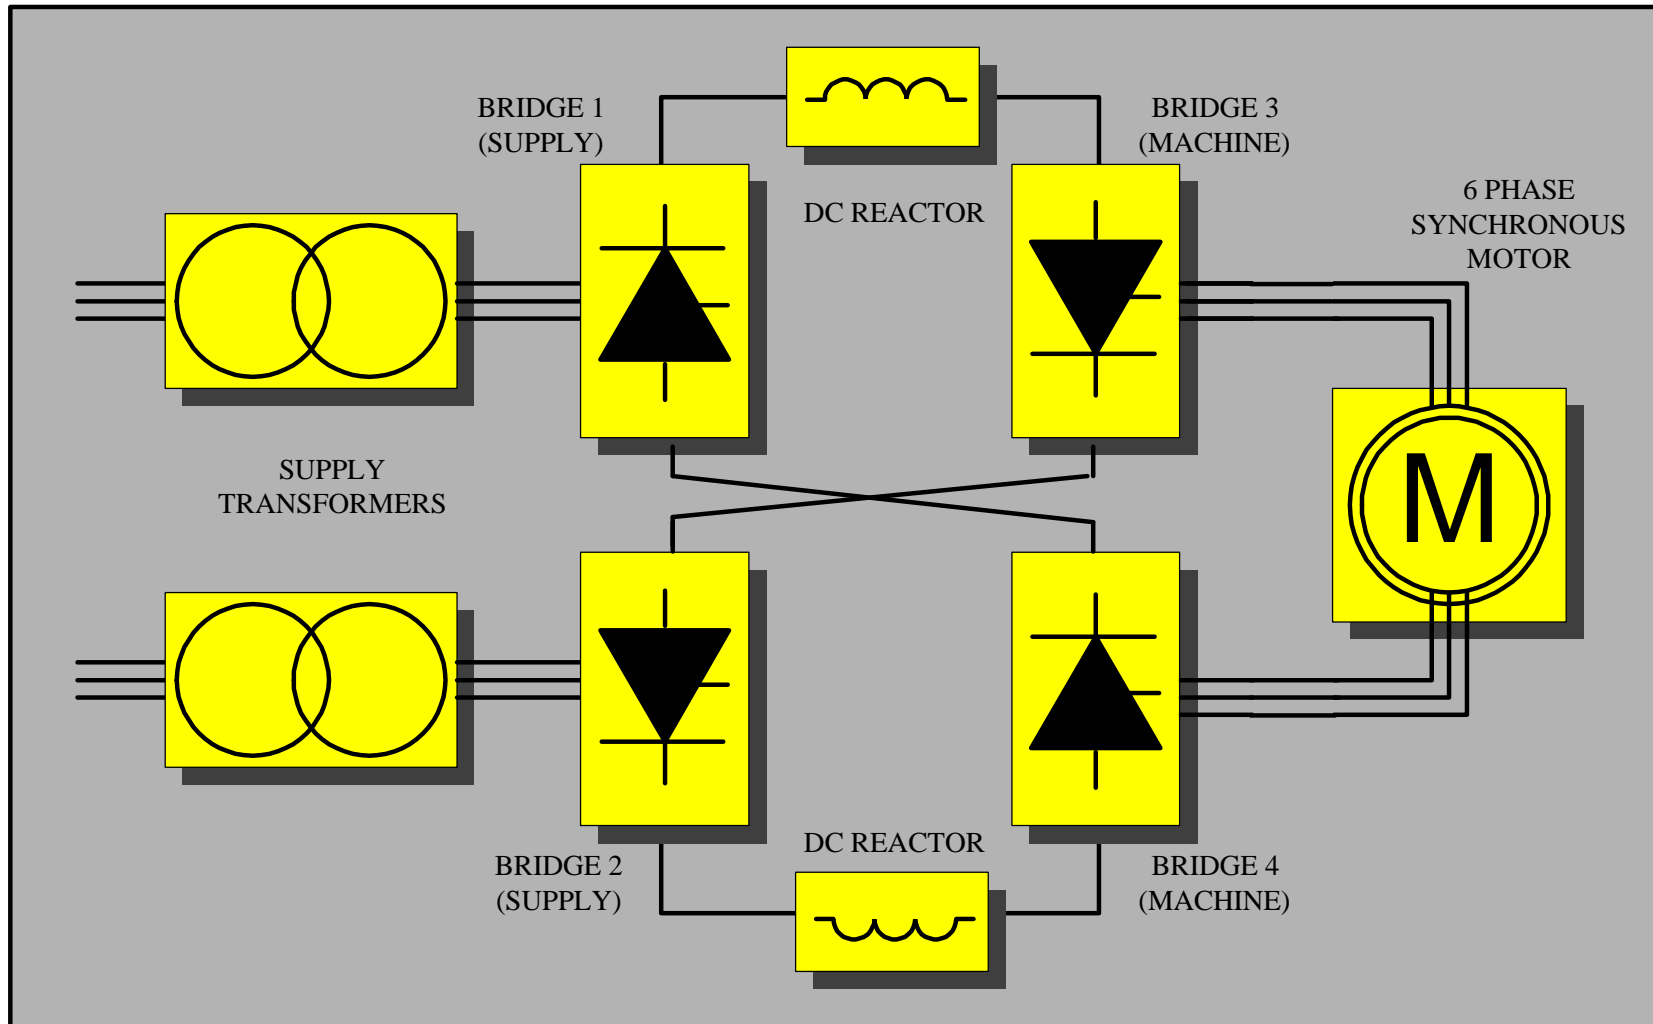 BRIDGE 1
(SUPPLY)
BRIDGE 3
(MACHINE)
DC REACTOR
6 PHASE
SYNCHRONOUS
MOTOR
SUPPLY
TRANSFORMERS
M
DC REACTOR
BRIDGE 2
(SUPPLY)
BRIDGE 4
(MACHINE)